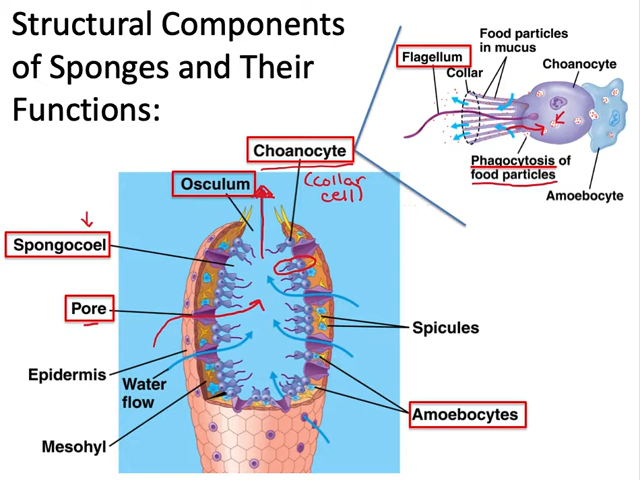 Structural Components
of Sponges and Their
Functions:
Food particles
in mucus
Flagellum
Collar
Choanocyte
Phagocytosis of
food particles
Amoebocyte
Choanocyte
(collar
cell)
Osculum
Spongocoel
Pore
Spicules
Epidermis
Water
flow
Amoebocytes
Mesohyl